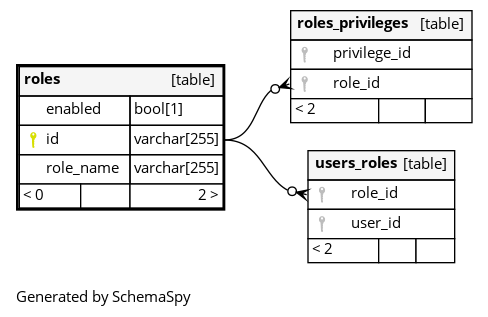 roles [table]
enabled bool[1]
id varchar[255]
role_name varchar[255]
< 0 2 >
roles_privileges [table]
privilege_id
role_id
< 2
users_roles [table]
role_id
user_id
< 2
Generated by SchemaSpy